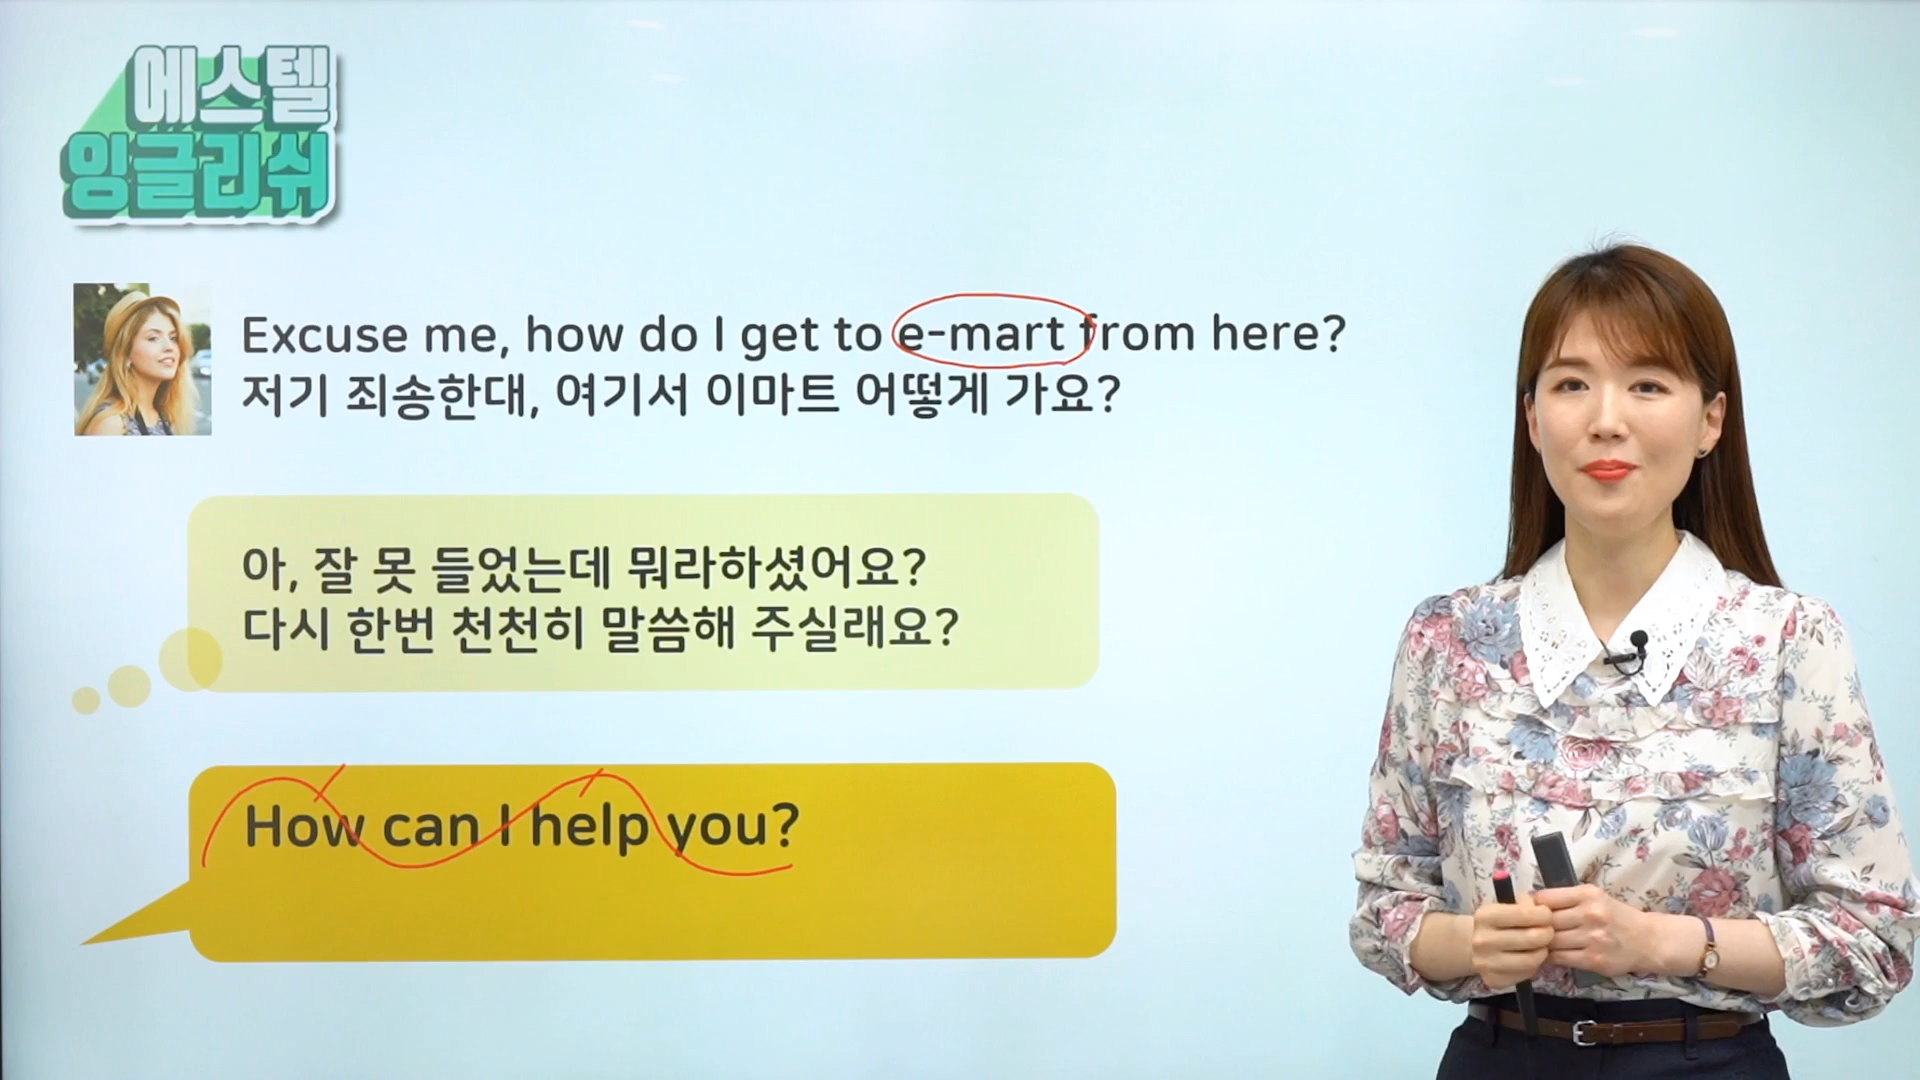 에스텔
잉글리쉬
Excuse me, how do I get to e-mart from here?
저기 죄송한대, 여기서 이마트 어떻게 가요?
아, 잘 못 들었는데 뭐라하셨어요?
다시 한번 천천히 말씀해 주실래요?
How can I help you?